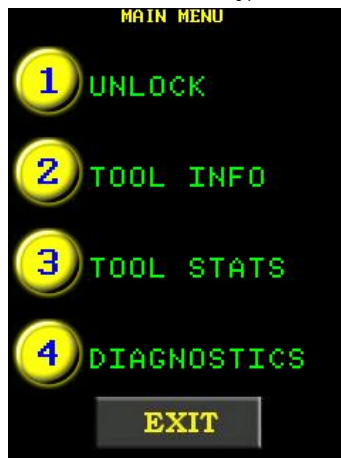 MAIN MENU
1 UNLOCK
2 TOOL INFO
3 TOOL STATS
4 DIAGNOSTICS
EXIT